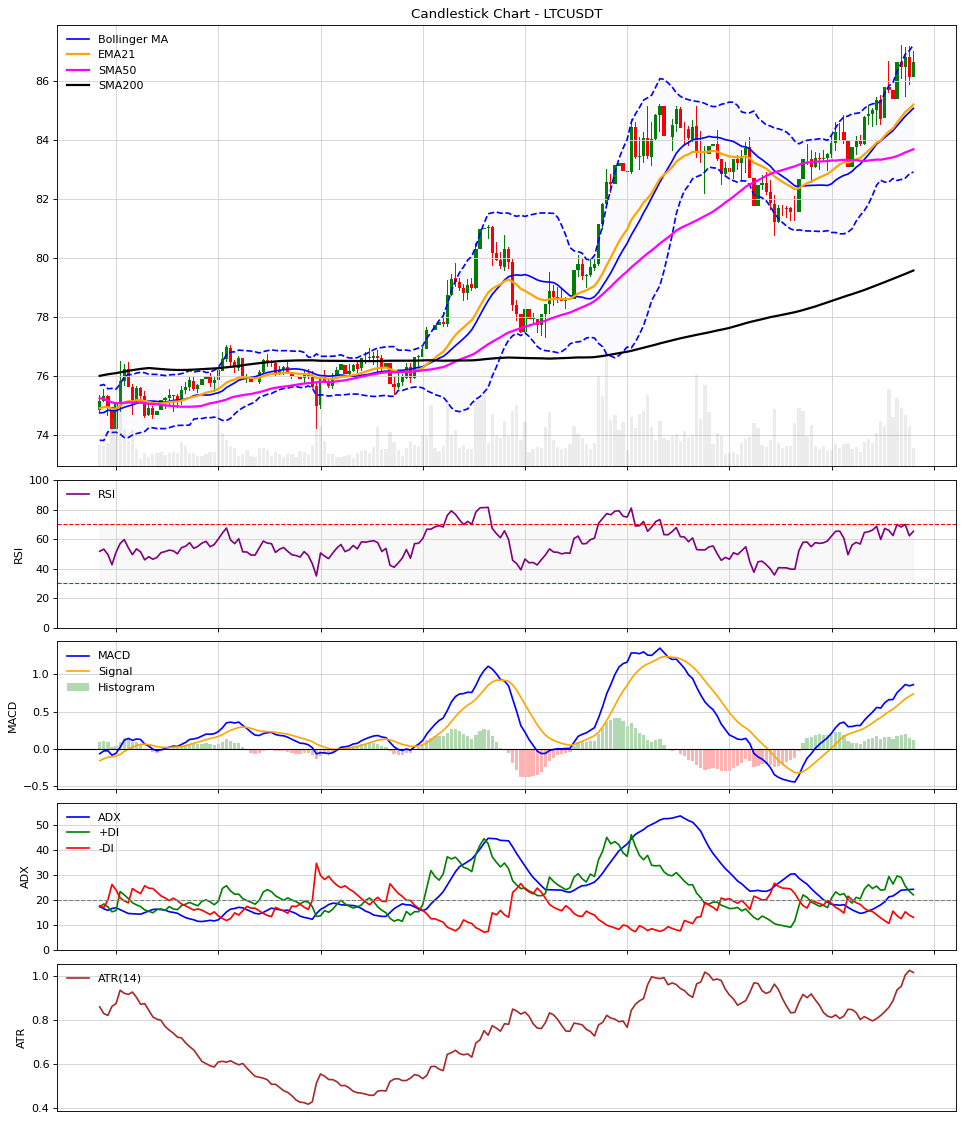 Candlestick Chart - LTCUSDT
Bollinger MA
EMA21
SMA50
SMA200
86
84
82
80
78
76
74
RSI
100
80
60
40
20
0
RSI
MACD
Signal
Histogram
1.0
0.5
0.0
−0.5
MACD
ADX
+DI
-DI
50
40
30
20
10
0
ADX
ATR(14)
1.0
0.8
0.6
0.4
ATR